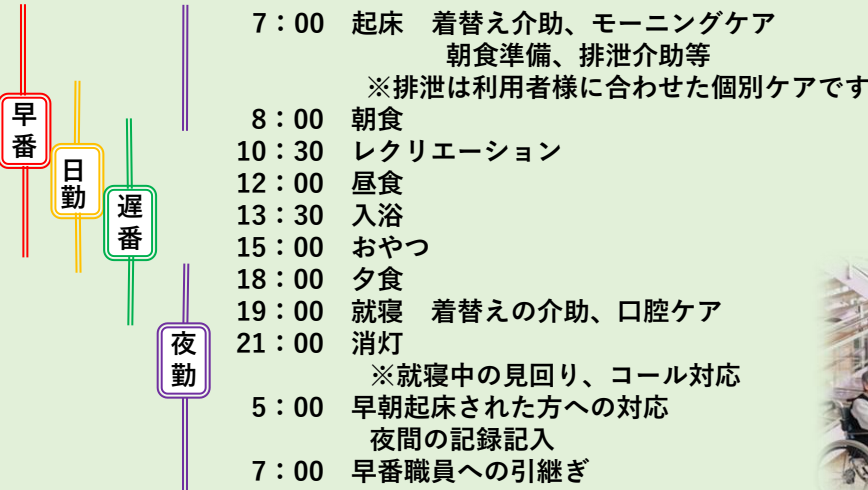 早番
日勤
遅番
夜勤
7：00　起床　着替え介助、モーニングケア
朝食準備、排泄介助等
※排泄は利用者様に合わせた個別ケアです
8：00　朝食
10：30　レクリエーション
12：00　昼食
13：30　入浴
15：00　おやつ
18：00　夕食
19：00　就寝　着替えの介助、口腔ケア
21：00　消灯
※就寝中の見回り、コール対応
5：00　早朝起床された方への対応
夜間の記録記入
7：00　早番職員への引継ぎ